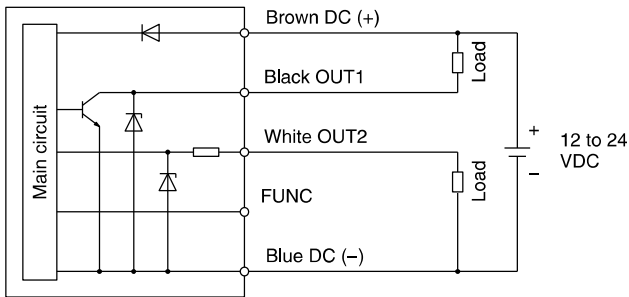 Brown DC (+)
Black OUT1
White OUT2
FUNC
Blue DC (−)
Main circuit
Load
Load
+
−
12 to 24
VDC